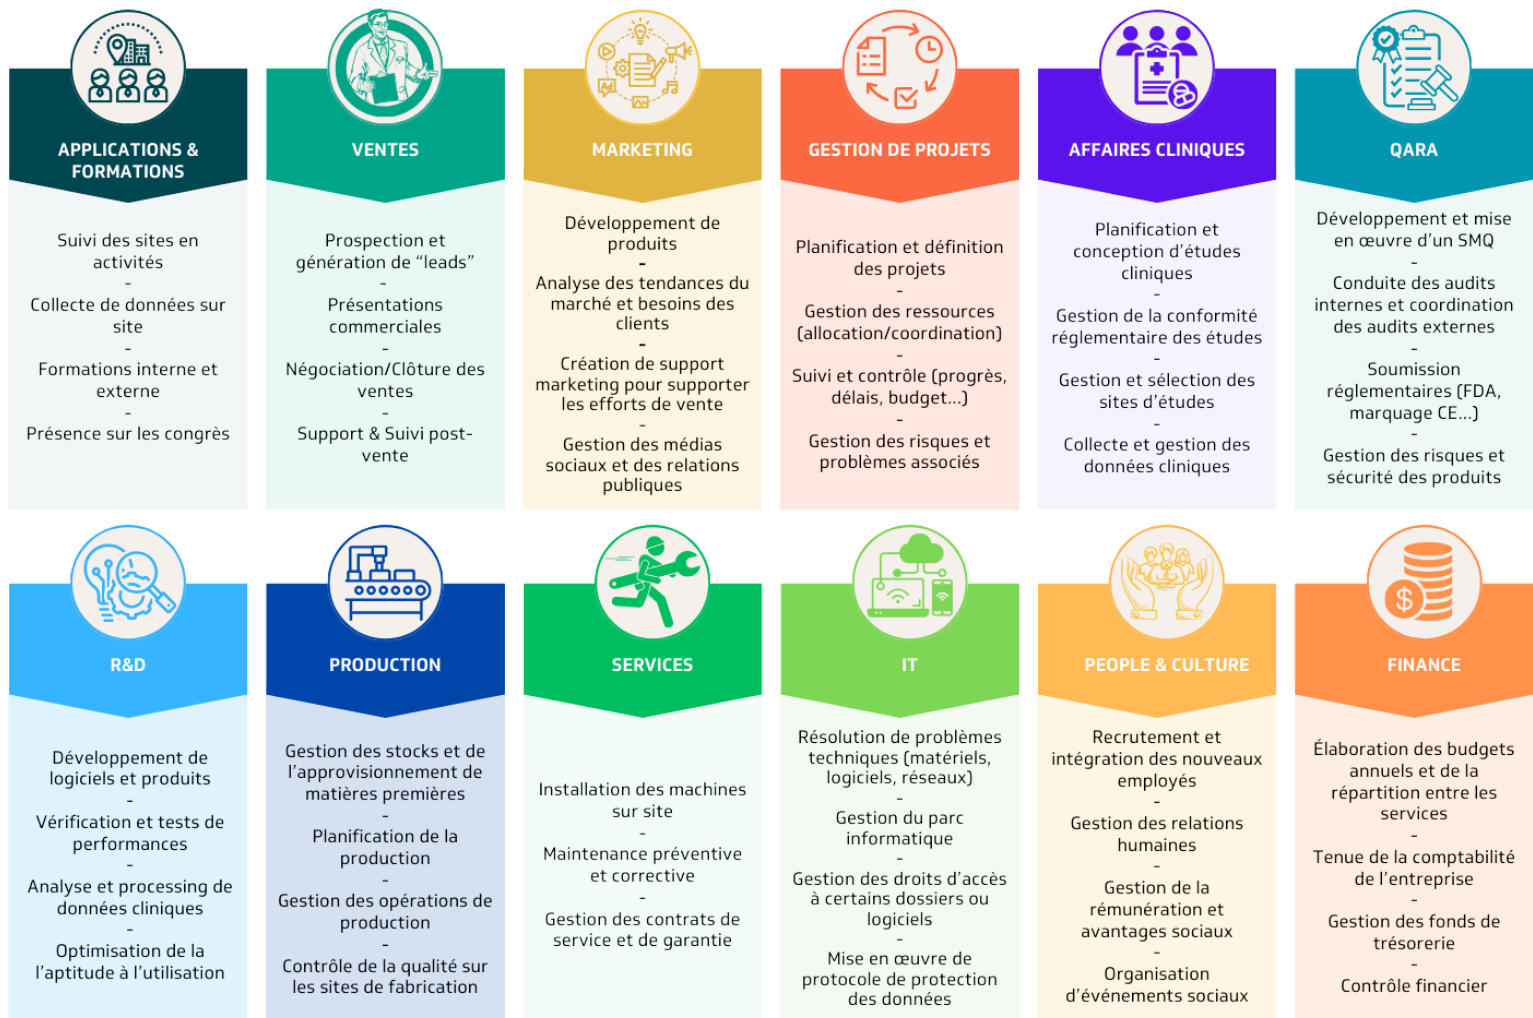 APPLICATIONS &
FORMATIONS
Suivi des sites en
activités
-
Collecte de données sur
site
-
Formations interne et
externe
-
Présence sur les congrès
VENTES
Prospection et
génération de “leads”
-
Présentations
commerciales
-
Négociation/Clôture des
ventes
-
Support & Suivi post-
vente
MARKETING
Développement de
produits
-
Analyse des tendances du
marché et besoins des
clients
-
Création de support
marketing pour supporter
les efforts de vente
-
Gestion des médias
sociaux et des relations
publiques
GESTION DE PROJETS
Planification et définition
des projets
-
Gestion des ressources
(allocation/coordination)
-
Suivi et contrôle (progrès,
délais, budget...)
-
Gestion des risques et
problèmes associés
AFFAIRES CLINIQUES
Planification et
conception d’études
cliniques
-
Gestion de la conformité
réglementaire des études
-
Gestion et sélection des
sites d’études
-
Collecte et gestion des
données cliniques
QARA
Développement et mise
en œuvre d’un SMQ
-
Conduite des audits
internes et coordination
des audits externes
-
Soumission
réglementaires (FDA,
marquage CE...)
-
Gestion des risques et
sécurité des produits
R&D
Développement de
logiciels et produits
-
Vérification et tests de
performances
-
Analyse et processing de
données cliniques
-
Optimisation de la
l’aptitude à l’utilisation
PRODUCTION
Gestion des stocks et de
l’approvisionnement de
matières premières
-
Planification de la
production
-
Gestion des opérations de
production
-
Contrôle de la qualité sur
les sites de fabrication
SERVICES
Installation des machines
sur site
-
Maintenance préventive
et corrective
-
Gestion des contrats de
service et de garantie
IT
Résolution de problèmes
techniques (matériels,
logiciels, réseaux)
-
Gestion du parc
informatique
-
Gestion des droits d’accès
à certains dossiers ou
logiciels
-
Mise en œuvre de
protocole de protection
des données
PEOPLE & CULTURE
Recrutement et
intégration des nouveaux
employés
-
Gestion des relations
humaines
-
Gestion de la
rémunération et
avantages sociaux
-
Organisation
d’événements sociaux
$
FINANCE
Élaboration des budgets
annuels et de la
répartition entre les
services
-
Tenue de la comptabilité
de l’entreprise
-
Gestion des fonds de
trésorerie
-
Contrôle financier